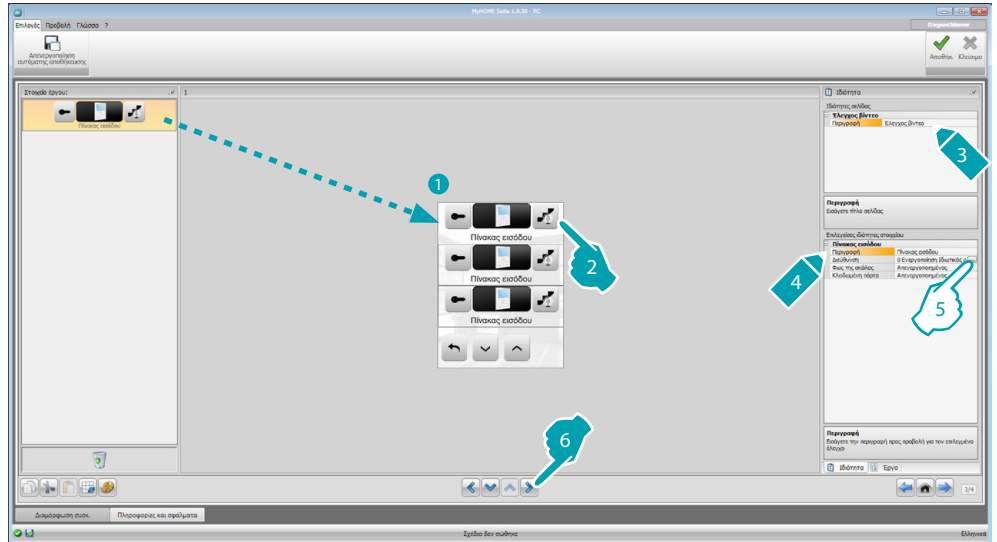 MyHOME Suite 1.0.30 - RC
Επιλογές Προβολή Γλώσσα ?
Απενεργοποίηση
αυτόματης αποθήκευσης
Αποθήκ. Κλείσιμο
Στοιχεία έργου:
1
Ιδιότητα
Πίνακας εισόδου
Ιδιότητες σελίδας
Έλεγχος βίντεο
Περιγραφή Έλεγχος βίντεο
3
1
Περιγραφή
Εισάγετε τίτλο σελίδας
Πίνακας εισόδου
2
Πίνακας εισόδου
Πίνακας εισόδου
Επιλεγείσες ιδιότητες στοιχείου
Πίνακας εισόδου
Περιγραφή Πίνακας εισόδου
Διεύθυνση 0 Ενεργοποίηση Ιδιωτικός
Φως της σκάλας Απενεργοποιημένος
Κλειδωμένη πόρτα Απενεργοποιημένος
4
5
6
Περιγραφή
Εισάγετε την περιγραφή προς προβολή για τον επιλεγμένο
έλεγχο
Ιδιότητα Έργο
3/4
Διαμόρφωση συσκ. Πληροφορίες και σφάλματα
Σχέδιο δεν σώθηκε
Ελληνικά